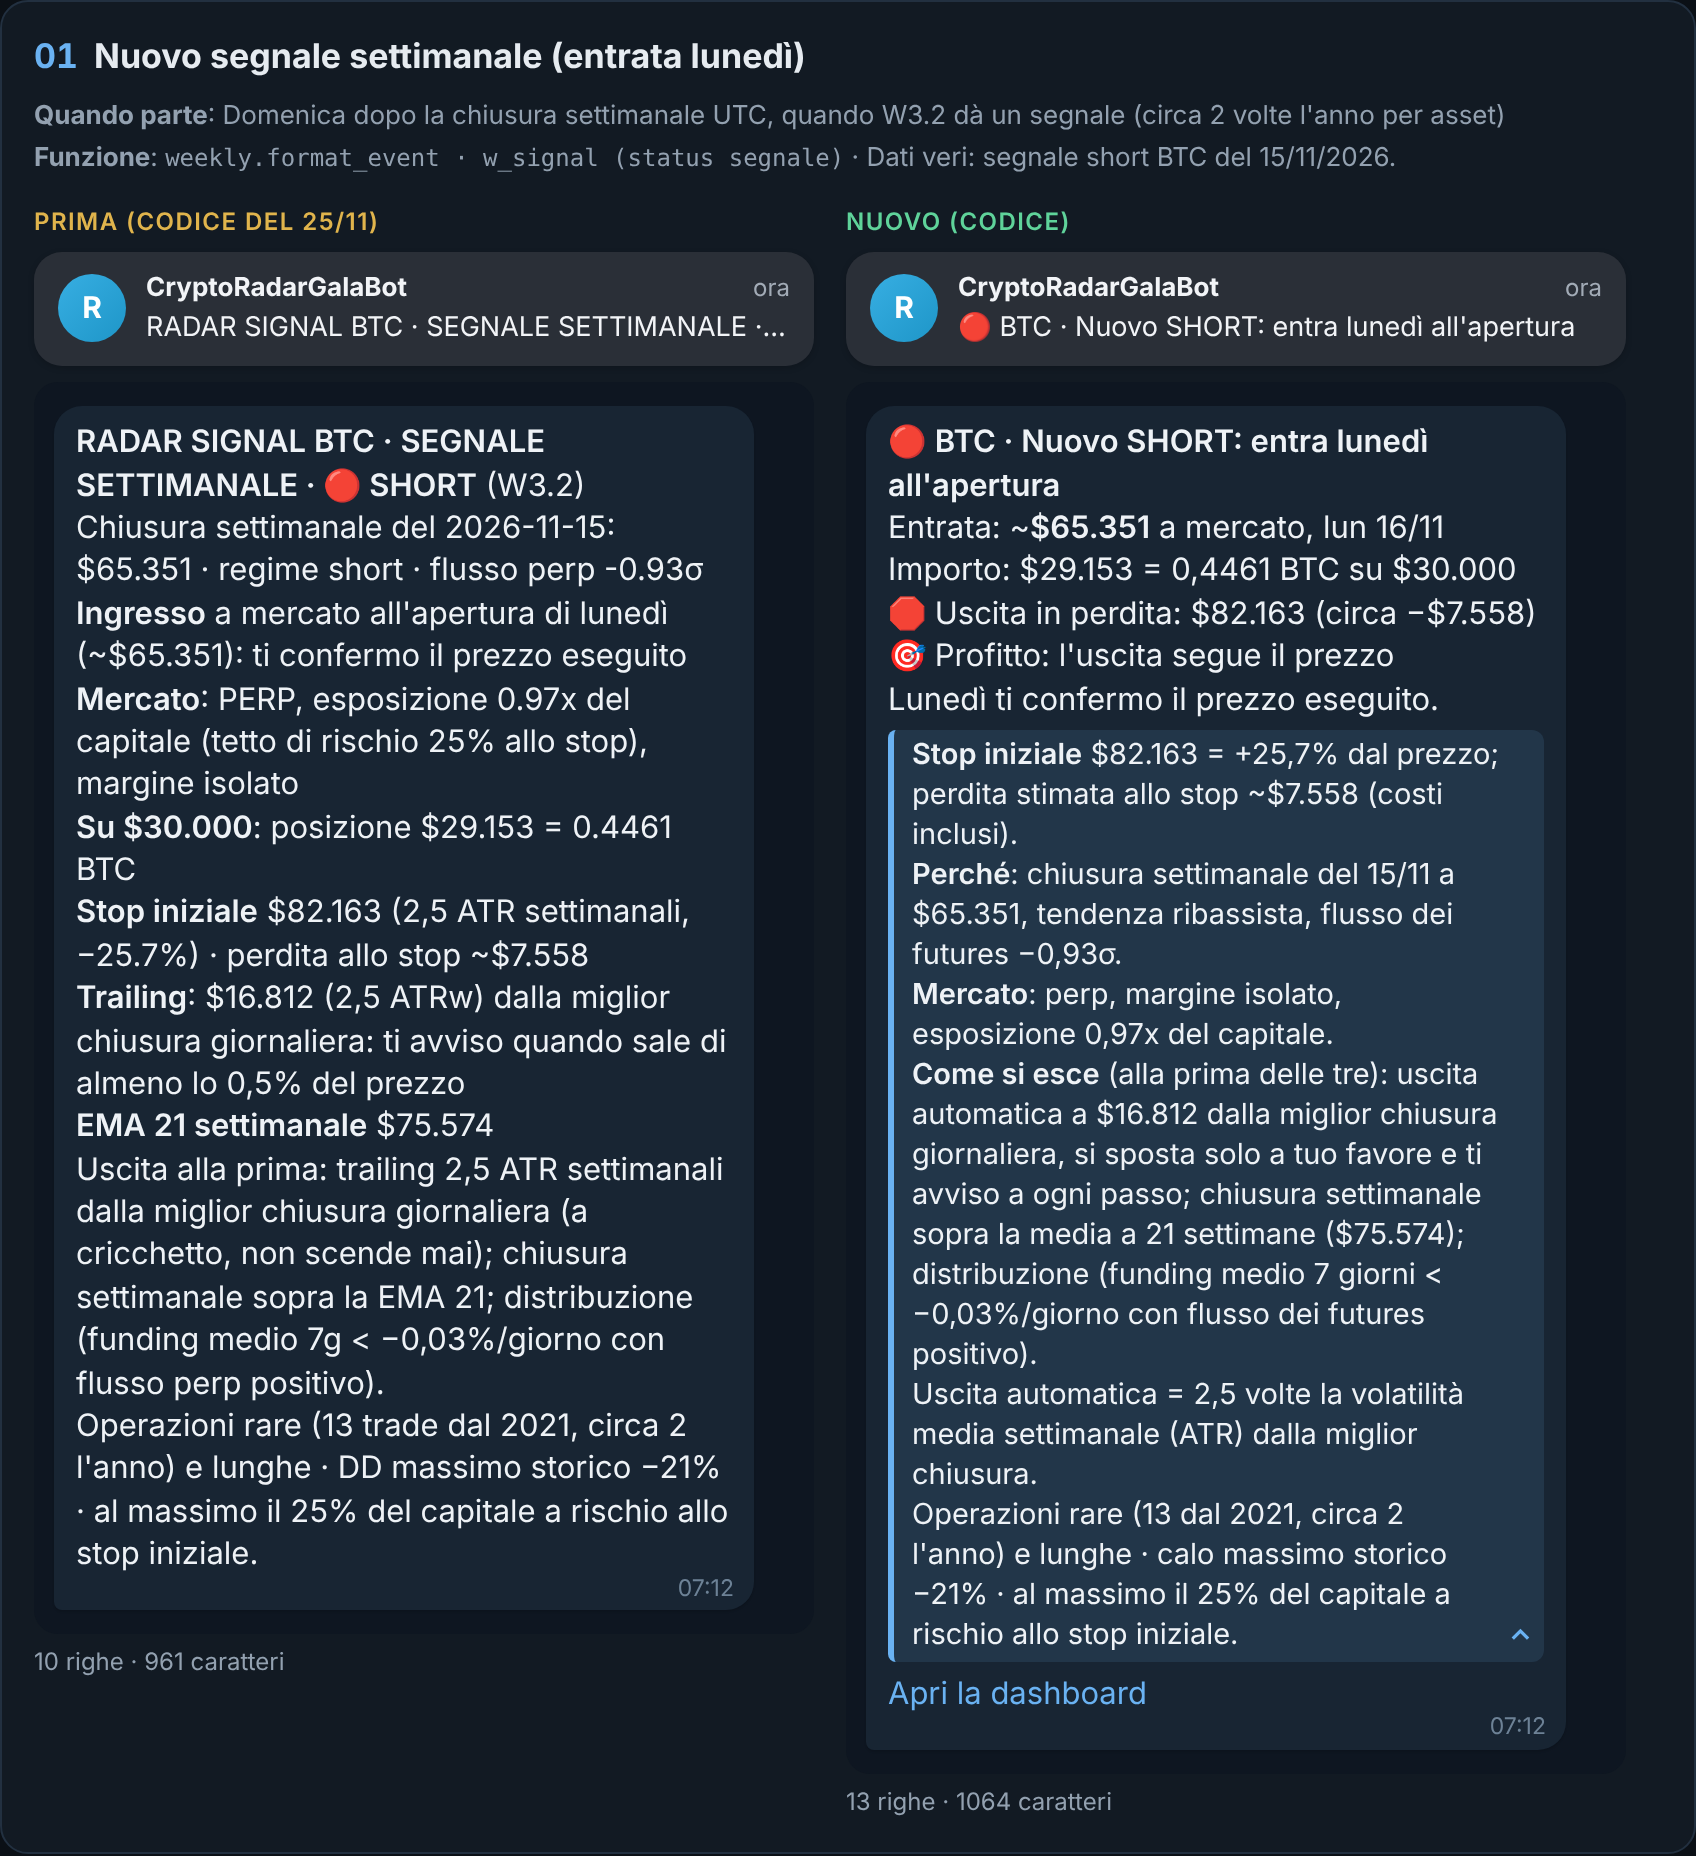 01 Nuovo segnale settimanale (entrata lunedì)
Quando parte: Domenica dopo la chiusura settimanale UTC, quando W3.2 dà un segnale (circa 2 volte l'anno per asset)
Funzione: weekly.format_event · w_signal (status segnale) · Dati veri: segnale short BTC del 15/11/2026.
PRIMA (CODICE DEL 25/11)
R
CryptoRadarGalaBot
ora
RADAR SIGNAL BTC · SEGNALE SETTIMANALE ·...
RADAR SIGNAL BTC · SEGNALE
SETTIMANALE · 🔴 SHORT (W3.2)
Chiusura settimanale del 2026-11-15:
$65.351 · regime short · flusso perp -0.93σ
Ingresso a mercato all'apertura di lunedì
(~$65.351): ti confermo il prezzo eseguito
Mercato: PERP, esposizione 0.97x del
capitale (tetto di rischio 25% allo stop),
margine isolato
Su $30.000: posizione $29.153 = 0.4461
BTC
Stop iniziale $82.163 (2,5 ATR settimanali,
−25.7%) · perdita allo stop ~$7.558
Trailing: $16.812 (2,5 ATRw) dalla miglior
chiusura giornaliera: ti avviso quando sale di
almeno lo 0,5% del prezzo
EMA 21 settimanale $75.574
Uscita alla prima: trailing 2,5 ATR settimanali
dalla miglior chiusura giornaliera (a
cricchetto, non scende mai); chiusura
settimanale sopra la EMA 21; distribuzione
(funding medio 7g < −0,03%/giorno con
flusso perp positivo).
Operazioni rare (13 trade dal 2021, circa 2
l'anno) e lunghe · DD massimo storico −21%
· al massimo il 25% del capitale a rischio allo
stop iniziale.
07:12
10 righe · 961 caratteri
NUOVO (CODICE)
R
CryptoRadarGalaBot
ora
🔴 BTC · Nuovo SHORT: entra lunedì all'apertura
🔴 BTC · Nuovo SHORT: entra lunedì
all'apertura
Entrata: ~$65.351 a mercato, lun 16/11
Importo: $29.153 = 0,4461 BTC su $30.000
🛑 Uscita in perdita: $82.163 (circa −$7.558)
🎯 Profitto: l'uscita segue il prezzo
Lunedì ti confermo il prezzo eseguito.
Stop iniziale $82.163 = +25,7% dal prezzo;
perdita stimata allo stop ~$7.558 (costi
inclusi).
Perché: chiusura settimanale del 15/11 a
$65.351, tendenza ribassista, flusso dei
futures −0,93σ.
Mercato: perp, margine isolato,
esposizione 0,97x del capitale.
Come si esce (alla prima delle tre): uscita
automatica a $16.812 dalla miglior chiusura
giornaliera, si sposta solo a tuo favore e ti
avviso a ogni passo; chiusura settimanale
sopra la media a 21 settimane ($75.574);
distribuzione (funding medio 7 giorni <
−0,03%/giorno con flusso dei futures
positivo).
Uscita automatica = 2,5 volte la volatilità
media settimanale (ATR) dalla miglior
chiusura.
Operazioni rare (13 dal 2021, circa 2
l'anno) e lunghe · calo massimo storico
−21% · al massimo il 25% del capitale a
rischio allo stop iniziale.
Apri la dashboard
07:12
13 righe · 1064 caratteri